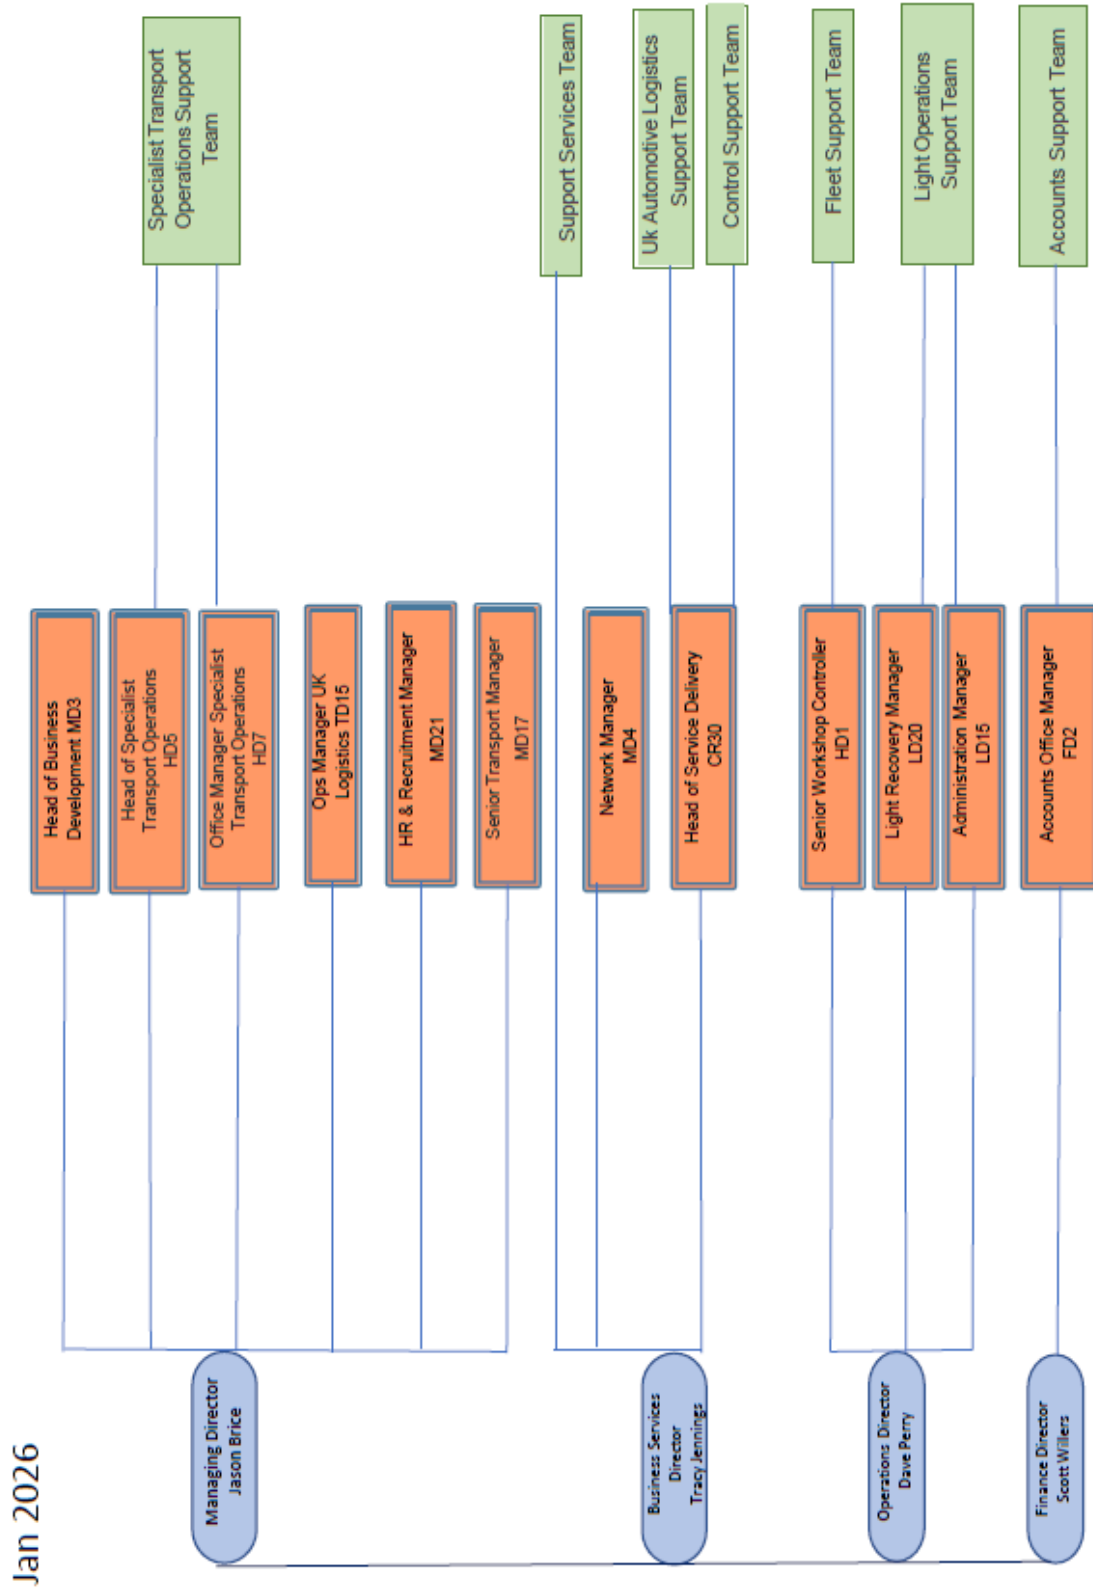 Jan 2026
Managing Director
Jason Brice
Business Services
Director
Tracy Jennings
Operations Director
Dave Perry
Finance Director
Scott Willers
Head of Business
Development MD3
Head of Specialist
Transport Operations
HD5
Office Manager Specialist
Transport Operations
HD7
Ops Manager UK
Logistics TD15
HR & Recruitment Manager
MD21
Senior Transport Manager
MD17
Network Manager
MD4
Head of Service Delivery
CR30
Senior Workshop Controller
HD1
Light Recovery Manager
LD20
Administration Manager
LD15
Accounts Office Manager
FD2
Specialist Transport
Operations Support
Team
Support Services Team
Uk Automotive Logistics
Support Team
Control Support Team
Fleet Support Team
Light Operations
Support Team
Accounts Support Team